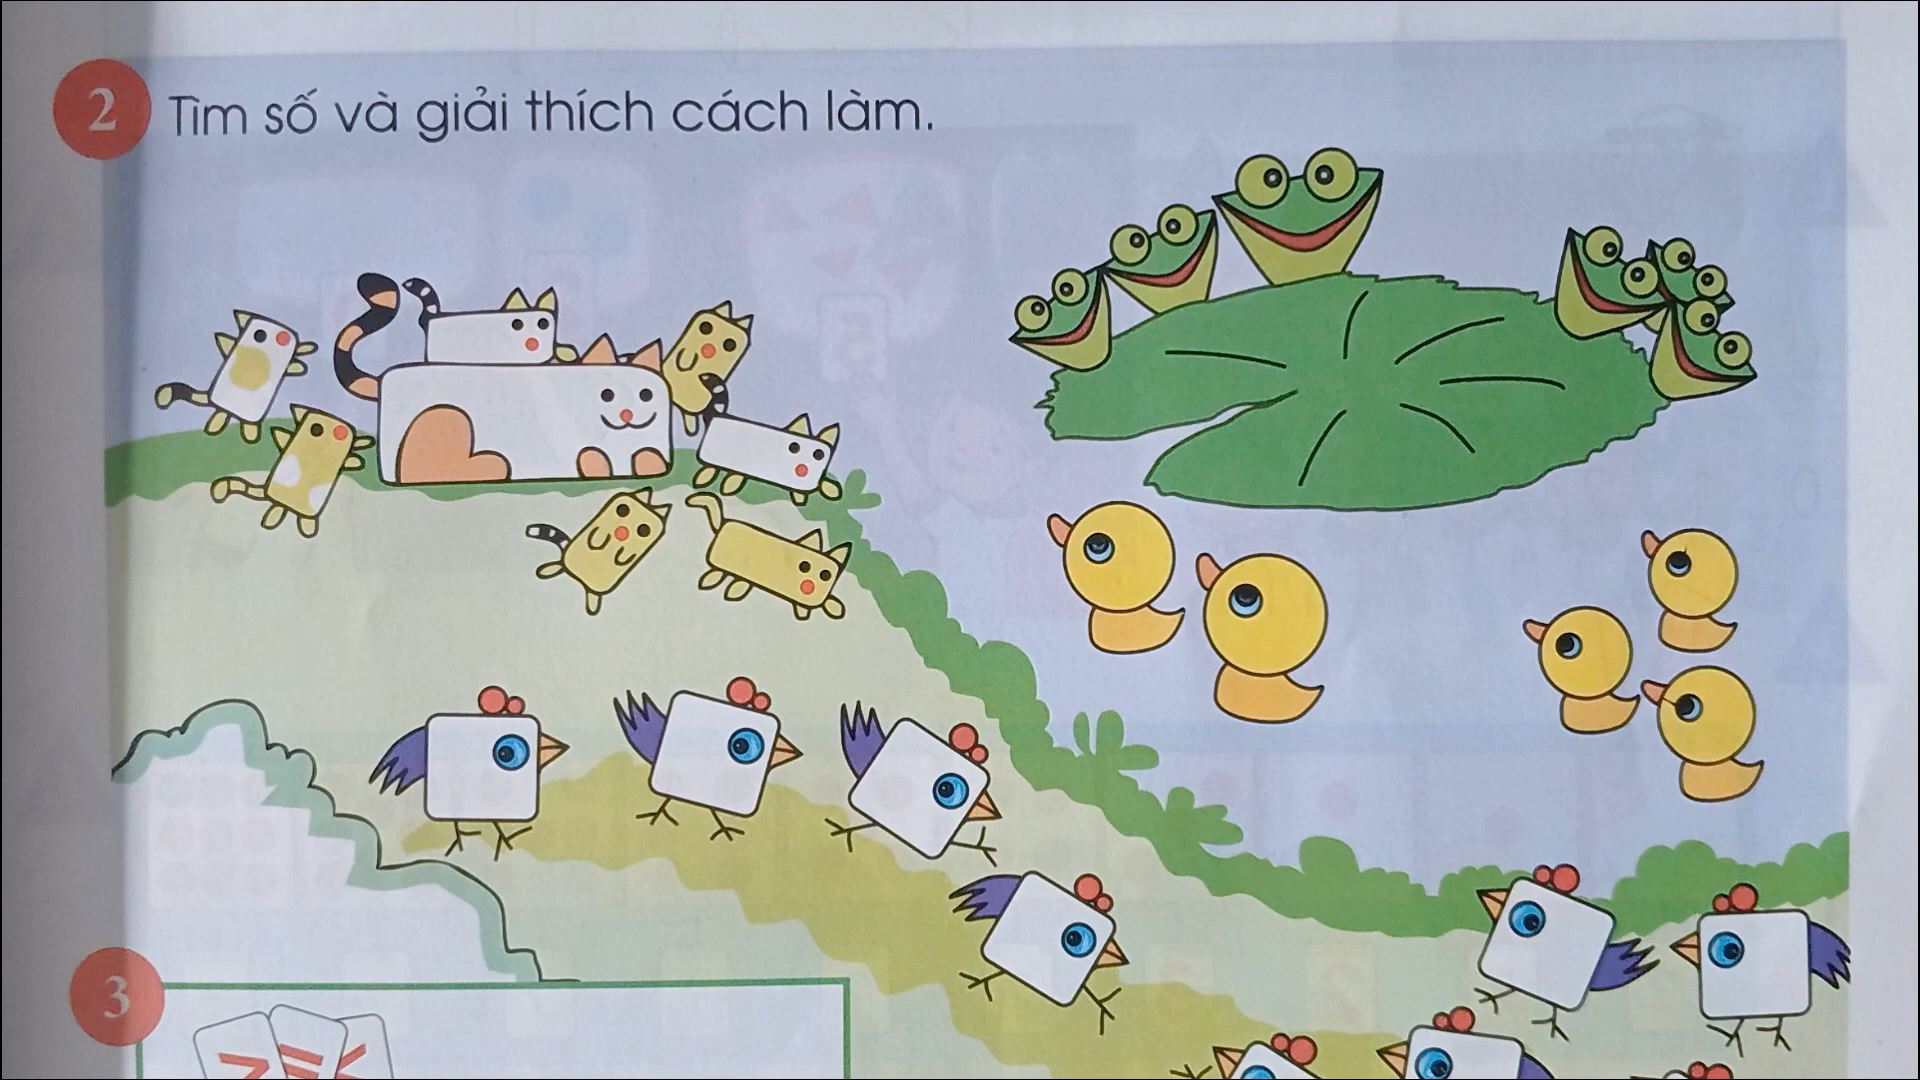 2 Tìm số và giải thích cách làm.
3
> = <